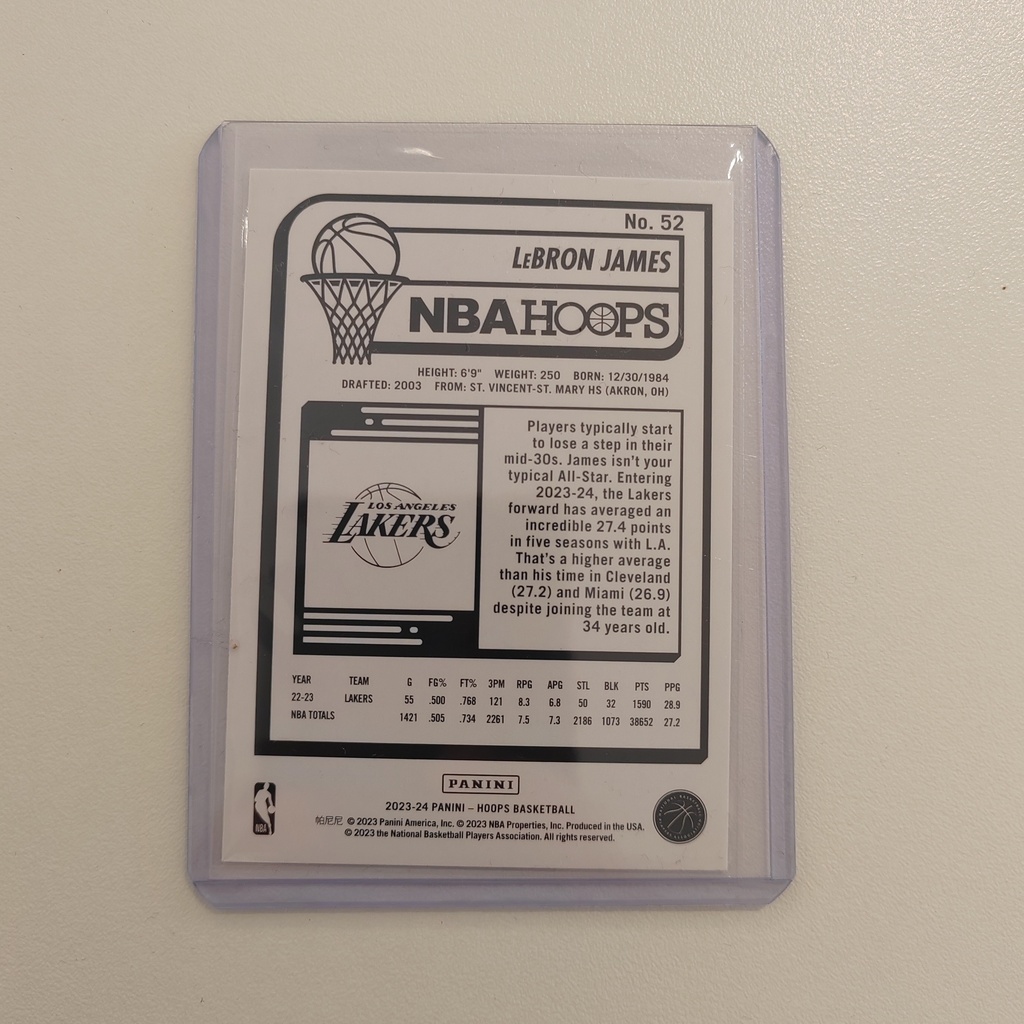 No. 52
LeBRON JAMES
NBA HOOPS
HEIGHT: 6'9" WEIGHT: 250 BORN: 12/30/1984
DRAFTED: 2003 FROM: ST. VINCENT-ST. MARY HS (AKRON, OH)
LOS ANGELES
LAKERS
Players typically start
to lose a step in their
mid-30s. James isn't your
typical All-Star. Entering
2023-24, the Lakers
forward has averaged an
incredible 27.4 points
in five seasons with L.A.
That's a higher average
than his time in Cleveland
(27.2) and Miami (26.9)
despite joining the team at
34 years old.
YEAR TEAM G FG% FT% 3PM RPG APG STL BLK PTS PPG
22-23 LAKERS 55 .500 .768 121 8.3 6.8 50 32 1590 28.9
NBA TOTALS 1421 .505 .734 2261 7.5 7.3 2186 1073 38652 27.2
PANINI
2023-24 PANINI – HOOPS BASKETBALL
帕尼尼 © 2023 Panini America, Inc. © 2023 NBA Properties, Inc. Produced in the USA.
© 2023 the National Basketball Players Association. All rights reserved.
NBA